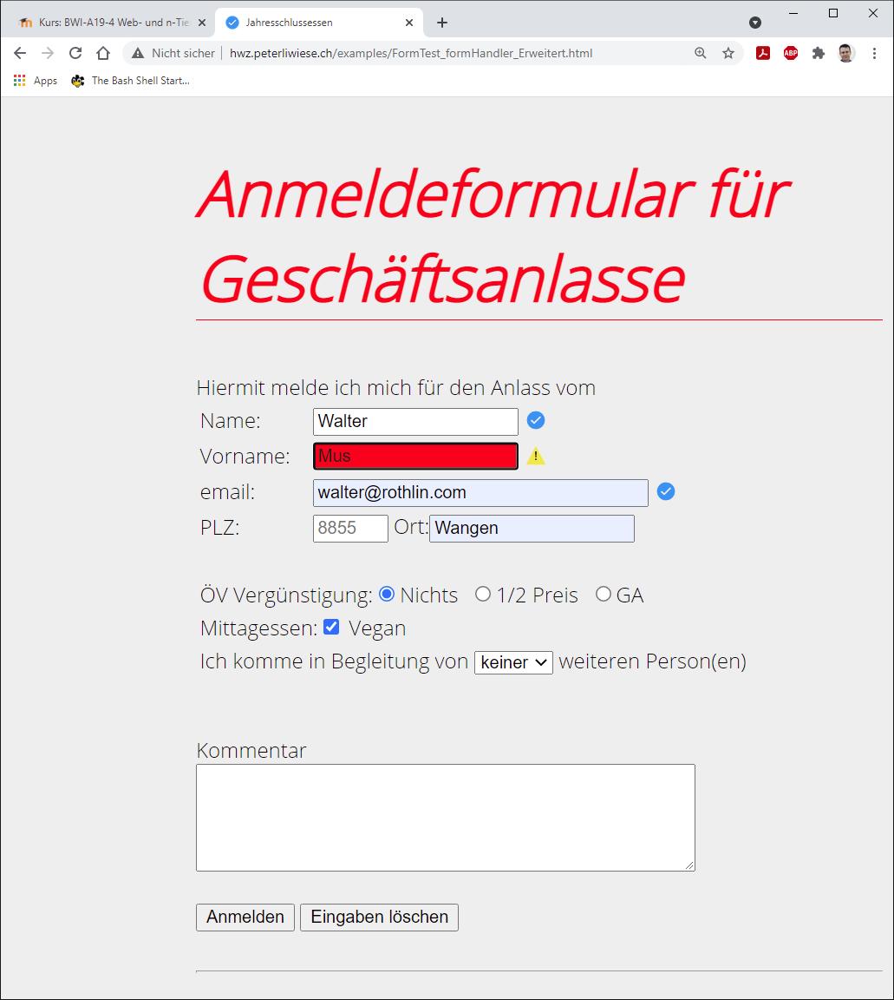 Kurs: BWI-A19-4 Web- und n-Tie
Jahresschlussessen
Nicht sicher
hwz.peterliwiese.ch/examples/FormTest_formHandler_Erweitert.html
ABP
Apps
The Bash Shell Start...
Anmeldeformular für
Geschäftsanlasse
Hiermit melde ich mich für den Anlass vom
Name: Walter
Vorname: Mus
email: walter@rothlin.com
PLZ: 8855 Ort: Wangen
ÖV Vergünstigung: Nichts 1/2 Preis GA
Mittagessen: Vegan
Ich komme in Begleitung von keiner weiteren Person(en)
Kommentar
Anmelden Eingaben löschen